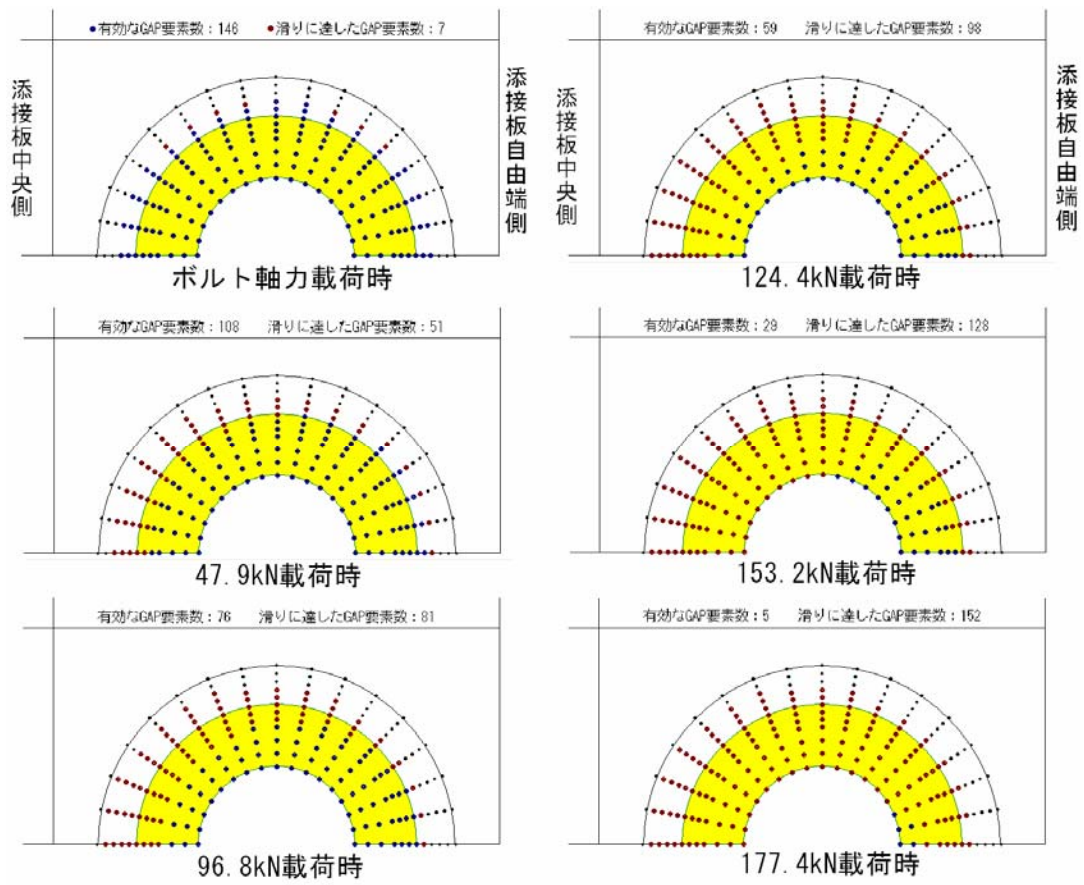 ●有効なGAP要素数：146　●滑りに達したGAP要素数：7
添接板中央側
添接板自由端側
ボルト軸力載荷時
有効なGAP要素数：59　滑りに達したGAP要素数：98
添接板中央側
添接板自由端側
124.4kN載荷時
有効なGAP要素数：108　滑りに達したGAP要素数：51
47.9kN載荷時
有効なGAP要素数：29　滑りに達したGAP要素数：128
153.2kN載荷時
有効なGAP要素数：76　滑りに達したGAP要素数：81
96.8kN載荷時
有効なGAP要素数：5　滑りに達したGAP要素数：152
177.4kN載荷時